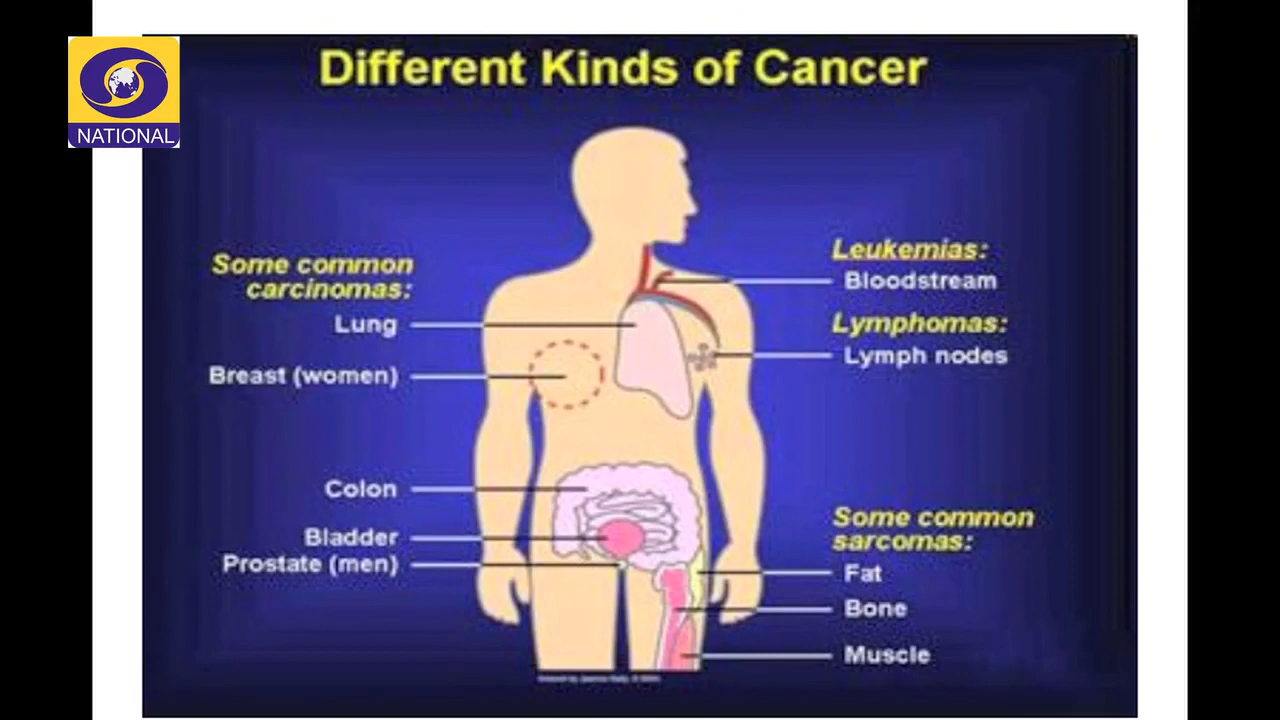 NATIONAL
Different Kinds of Cancer
Some common
carcinomas:
Lung
Breast (women)
Colon
Bladder
Prostate (men)
Leukemias:
Bloodstream
Lymphomas:
Lymph nodes
Some common
sarcomas:
Fat
Bone
Muscle